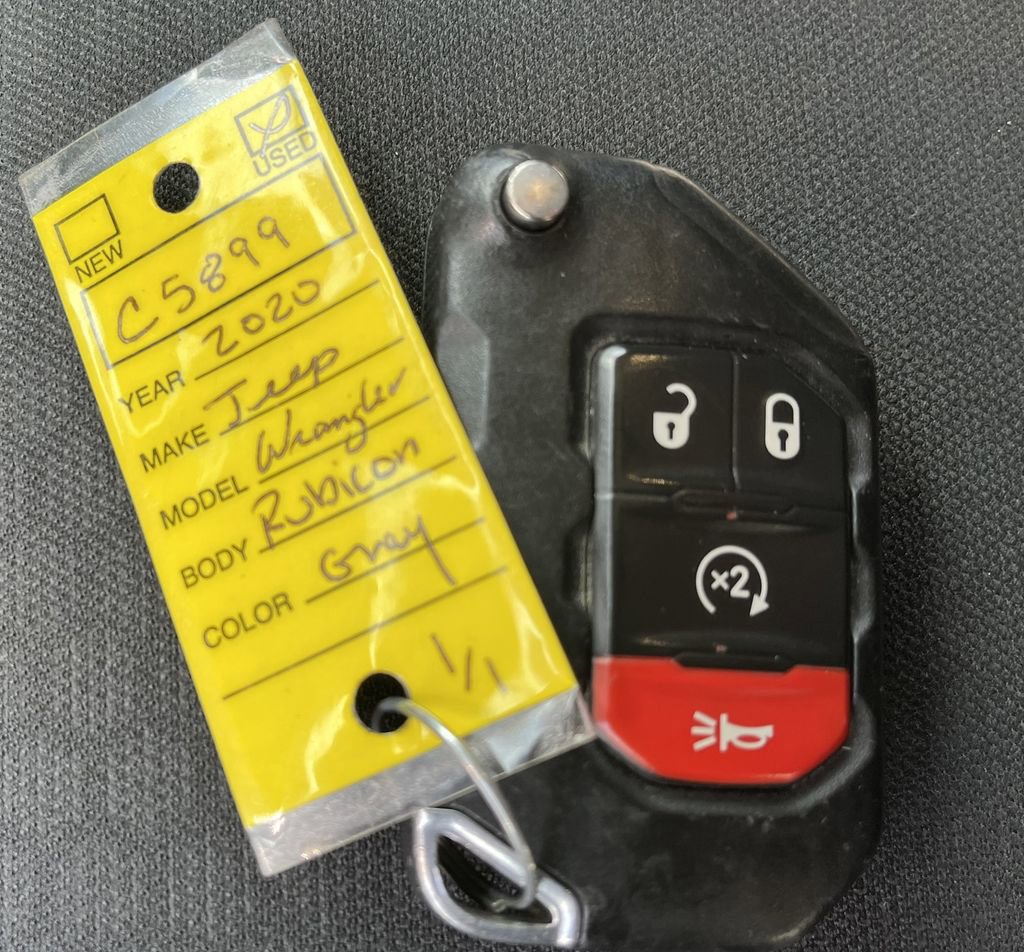 USED
NEW
C5899
YEAR 2020
MAKE Jeep
MODEL Wrangler
BODY Rubicon
COLOR Gray
1/1
×2